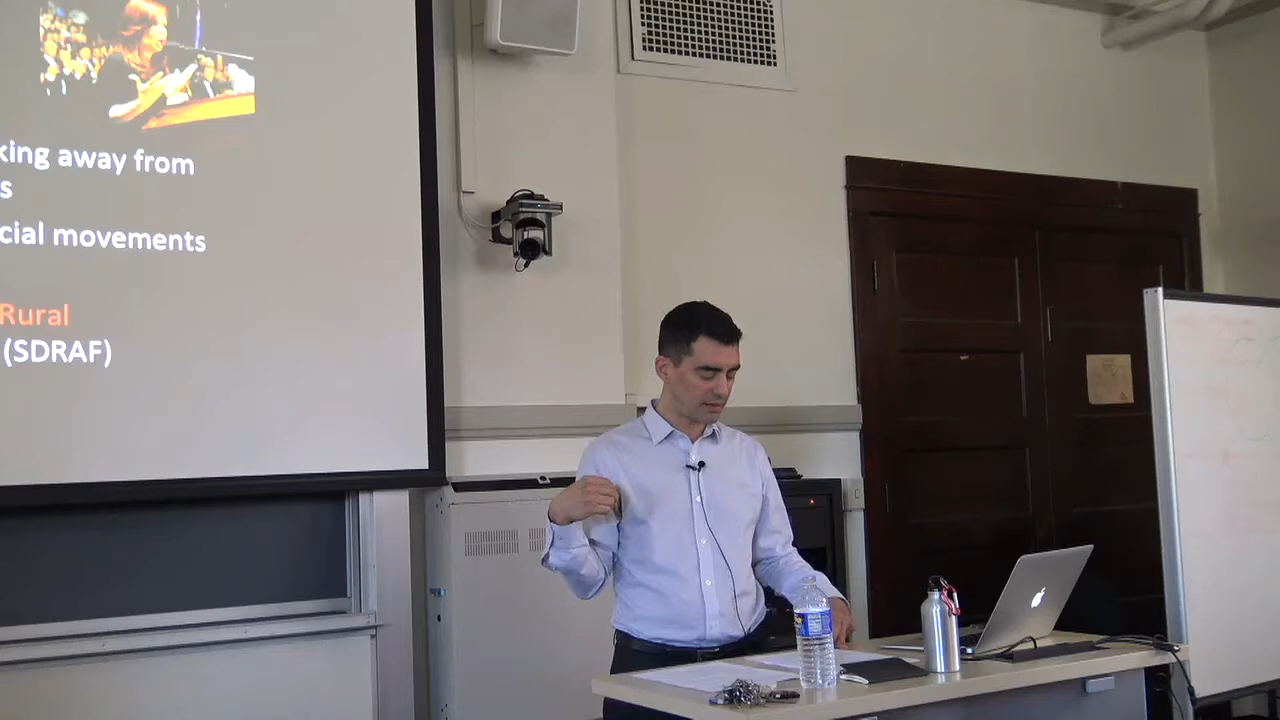 king away from
s
cial movements
Rural
(SDRAF)